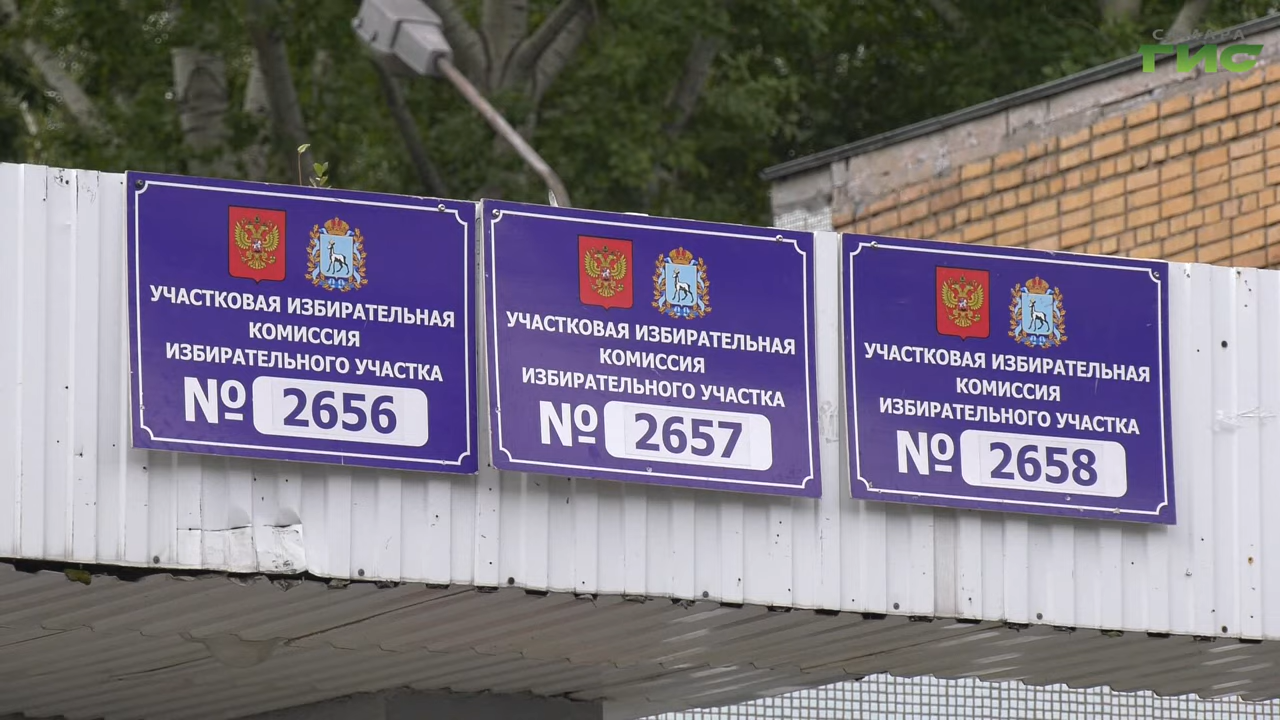 САМАРА
ГИС
УЧАСТКОВАЯ ИЗБИРАТЕЛЬНАЯ
КОМИССИЯ
ИЗБИРАТЕЛЬНОГО УЧАСТКА
№ 2656
УЧАСТКОВАЯ ИЗБИРАТЕЛЬНАЯ
КОМИССИЯ
ИЗБИРАТЕЛЬНОГО УЧАСТКА
№ 2657
УЧАСТКОВАЯ ИЗБИРАТЕЛЬНАЯ
КОМИССИЯ
ИЗБИРАТЕЛЬНОГО УЧАСТКА
№ 2658